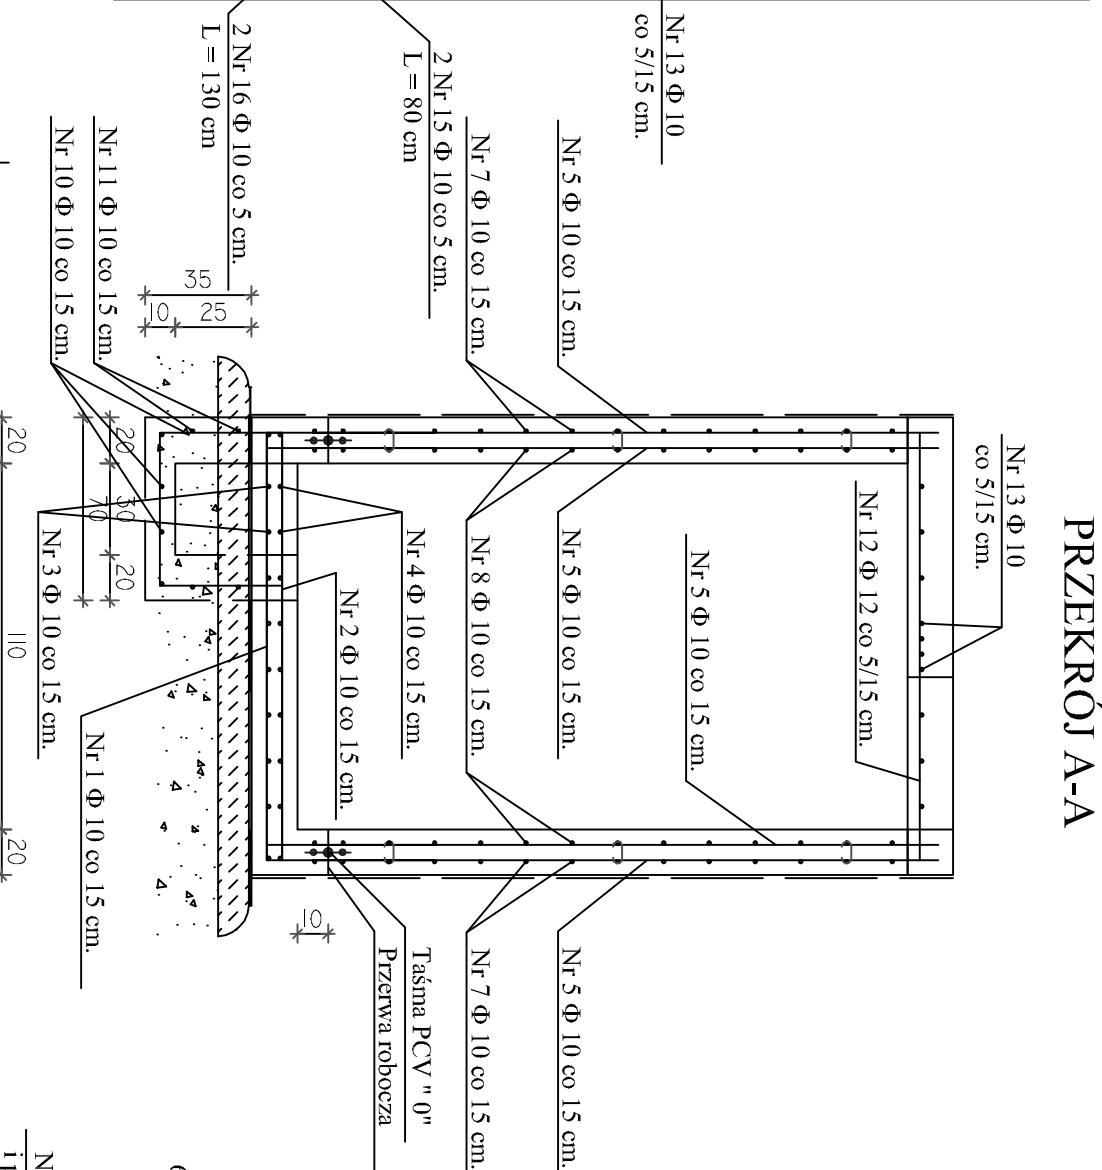 PRZEKRÓJ A-A
Nr 13 Φ 10
co 5/15 cm.
Nr 13 Φ 10
co 5/15 cm.
Nr 12 Φ 12 co 5/15 cm.
Nr 5 Φ 10 co 15 cm.
Nr 5 Φ 10 co 15 cm.
Nr 5 Φ 10 co 15 cm.
Nr 5 Φ 10 co 15 cm.
Nr 7 Φ 10 co 15 cm.
Nr 8 Φ 10 co 15 cm.
Nr 7 Φ 10 co 15 cm.
2 Nr 15 Φ 10 co 5 cm.
L = 80 cm
Nr 4 Φ 10 co 15 cm.
Taśma PCV " 0"
Przerwa robocza
Nr 2 Φ 10 co 15 cm.
10
2 Nr 16 Φ 10 co 5 cm.
L = 130 cm
35
10
25
Nr 11 Φ 10 co 15 cm.
Nr 10 Φ 10 co 15 cm.
20
30
20
70
Nr 1 Φ 10 co 15 cm.
Nr 3 Φ 10 co 15 cm.
20
110
20